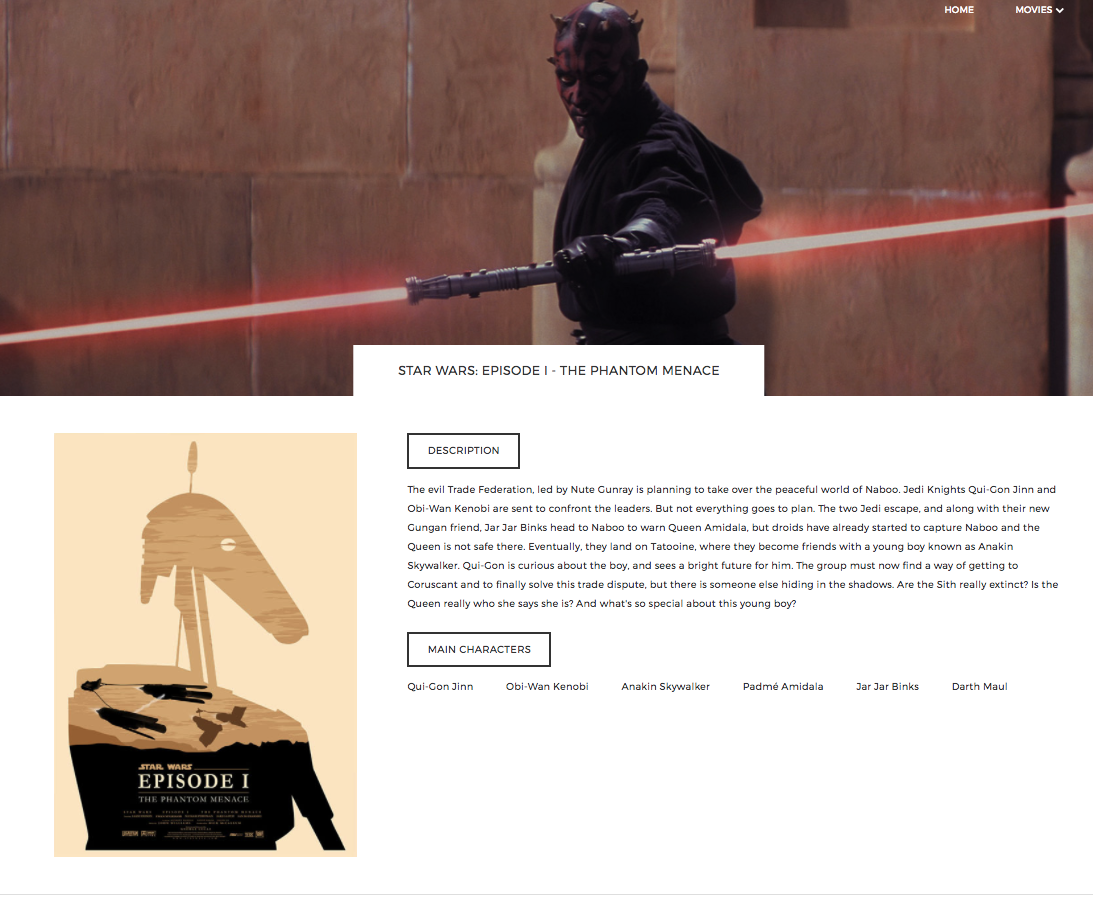 HOME
MOVIES
STAR WARS: EPISODE I - THE PHANTOM MENACE
DESCRIPTION
The evil Trade Federation, led by Nute Gunray is planning to take over the peaceful world of Naboo. Jedi Knights Qui-Gon Jinn and
Obi-Wan Kenobi are sent to confront the leaders. But not everything goes to plan. The two Jedi escape, and along with their new
Gungan friend, Jar Jar Binks head to Naboo to warn Queen Amidala, but droids have already started to capture Naboo and the
Queen is not safe there. Eventually, they land on Tatooine, where they become friends with a young boy known as Anakin
Skywalker. Qui-Gon is curious about the boy, and sees a bright future for him. The group must now find a way of getting to
Coruscant and to finally solve this trade dispute, but there is someone else hiding in the shadows. Are the Sith really extinct? Is the
Queen really who she says she is? And what's so special about this young boy?
MAIN CHARACTERS
Qui-Gon Jinn Obi-Wan Kenobi Anakin Skywalker Padmé Amidala Jar Jar Binks Darth Maul
STAR WARS
EPISODE I
THE PHANTOM MENACE
STAR WARS EPISODE I THE PHANTOM MENACE